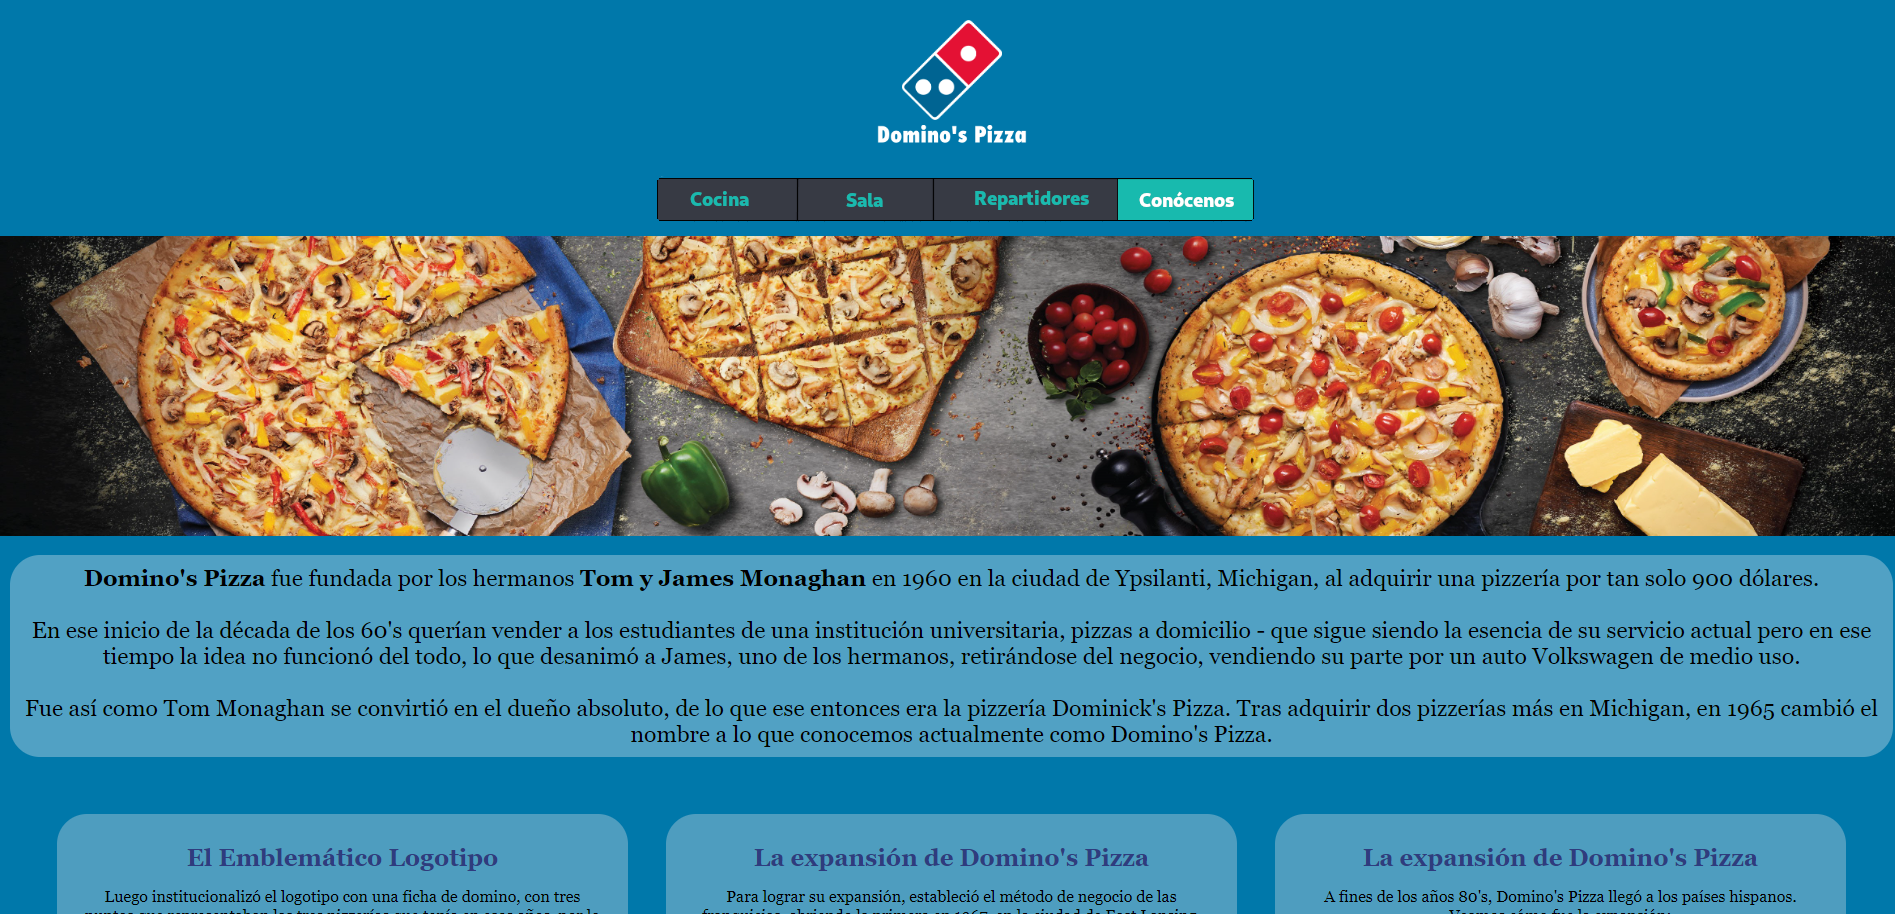 Domino's Pizza
Cocina
Sala
Repartidores
Conócenos
Domino's Pizza fue fundada por los hermanos Tom y James Monaghan en 1960 en la ciudad de Ypsilanti, Michigan, al adquirir una pizzería por tan solo 900 dólares.
En ese inicio de la década de los 60's querían vender a los estudiantes de una institución universitaria, pizzas a domicilio - que sigue siendo la esencia de su servicio actual pero en ese
tiempo la idea no funcionó del todo, lo que desanimó a James, uno de los hermanos, retirándose del negocio, vendiendo su parte por un auto Volkswagen de medio uso.
Fue así como Tom Monaghan se convirtió en el dueño absoluto, de lo que ese entonces era la pizzería Dominick's Pizza. Tras adquirir dos pizzerías más en Michigan, en 1965 cambió el
nombre a lo que conocemos actualmente como Domino's Pizza.
El Emblemático Logotipo
Luego institucionalizó el logotipo con una ficha de domino, con tres
La expansión de Domino's Pizza
Para lograr su expansión, estableció el método de negocio de las
La expansión de Domino's Pizza
A fines de los años 80's, Domino's Pizza llegó a los países hispanos.